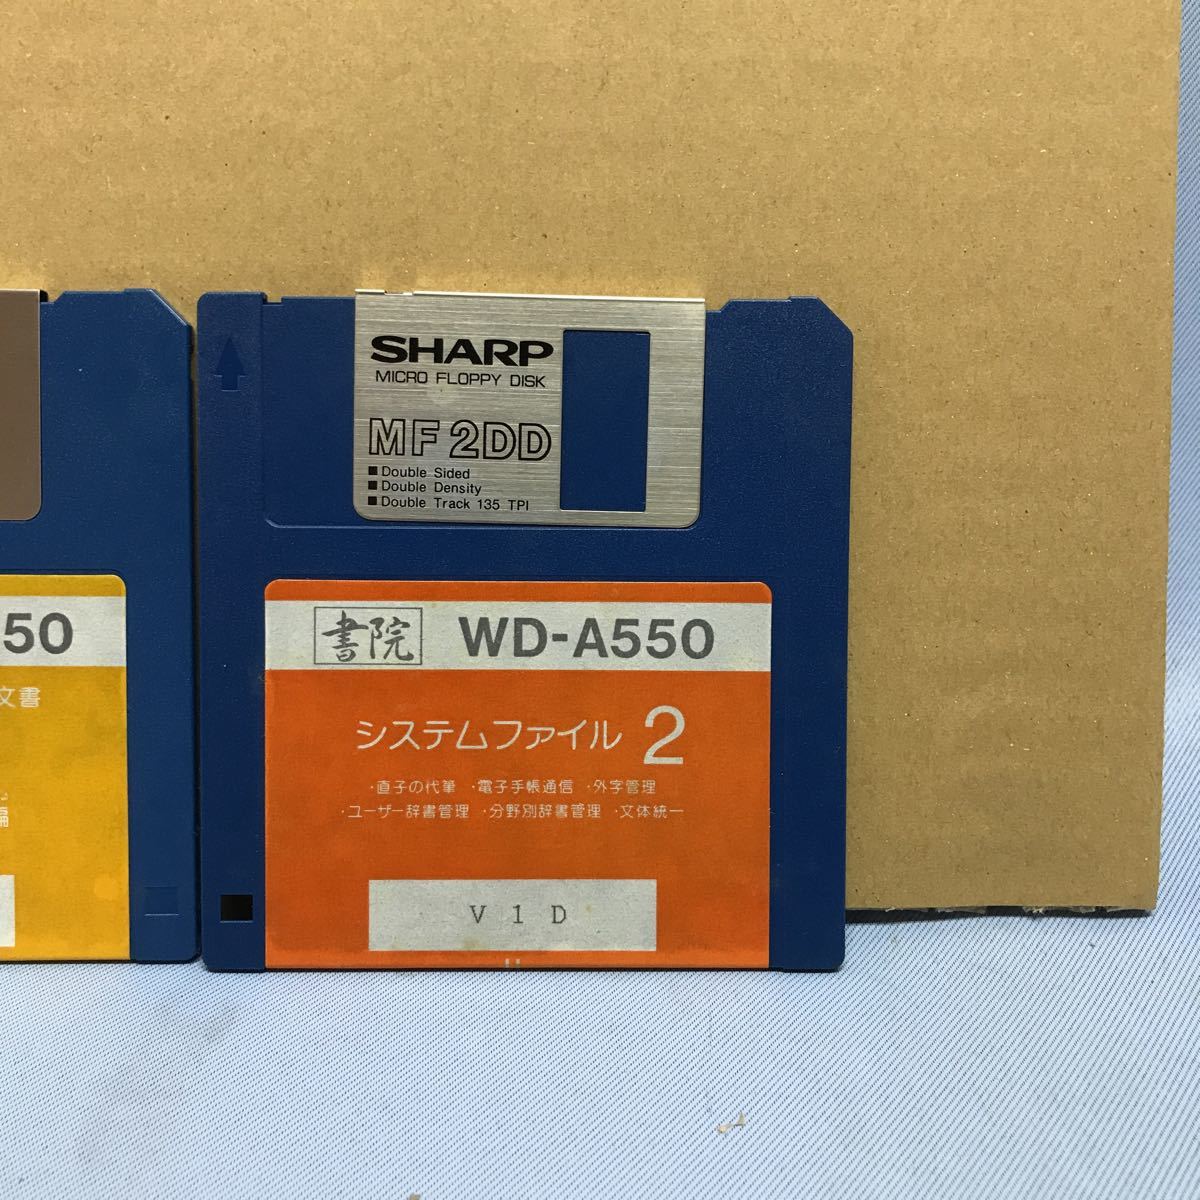 SHARP
MICRO FLOPPY DISK
MF 2DD
■ Double Sided
■ Double Density
■ Double Track 135 TPI
50
文書
編
書院 WD-A550
システムファイル 2
・直子の代筆 ・電子手帳通信 ・外字管理
・ユーザー辞書管理 ・分野別辞書管理 ・文体統一
V 1 D